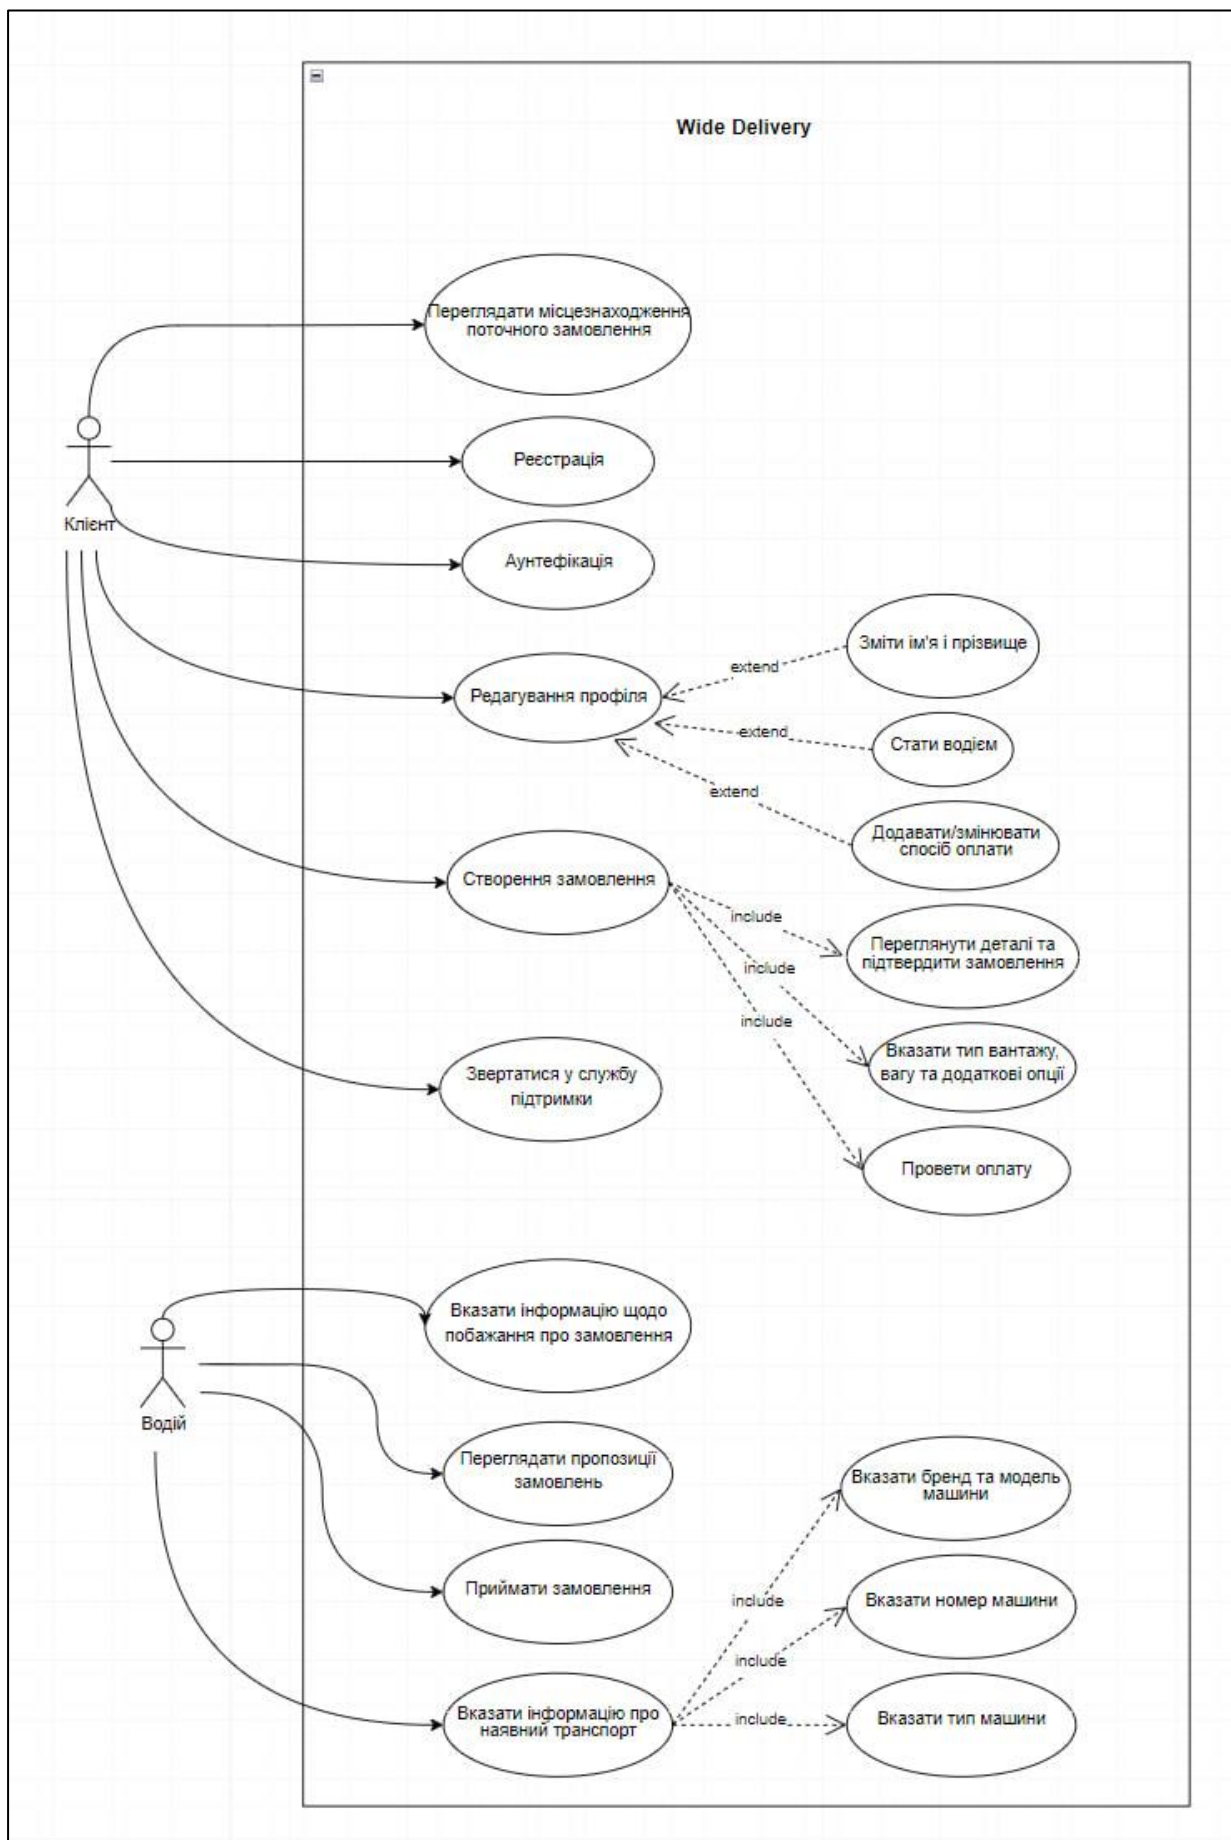 Wide Delivery
Переглядати місцезнаходження
поточного замовлення
Реєстрація
Клієнт
Аунтефікація
Зміти ім'я і прізвище
extend
Редагування профіля
Стати водієм
extend
extend
Додавати/змінювати
спосіб оплати
Створення замовлення
include
Переглянути деталі та
підтвердити замовлення
include
include
Вказати тип вантажу,
вагу та додаткові опції
Звертатися у службу
підтримки
Провети оплату
Вказати інформацію щодо
побажання про замовлення
Водій
Переглядати пропозиції
замовлень
Вказати бренд та модель
машини
Приймати замовлення
include
Вказати номер машини
include
Вказати інформацію про
наявний транспорт
include
Вказати тип машини